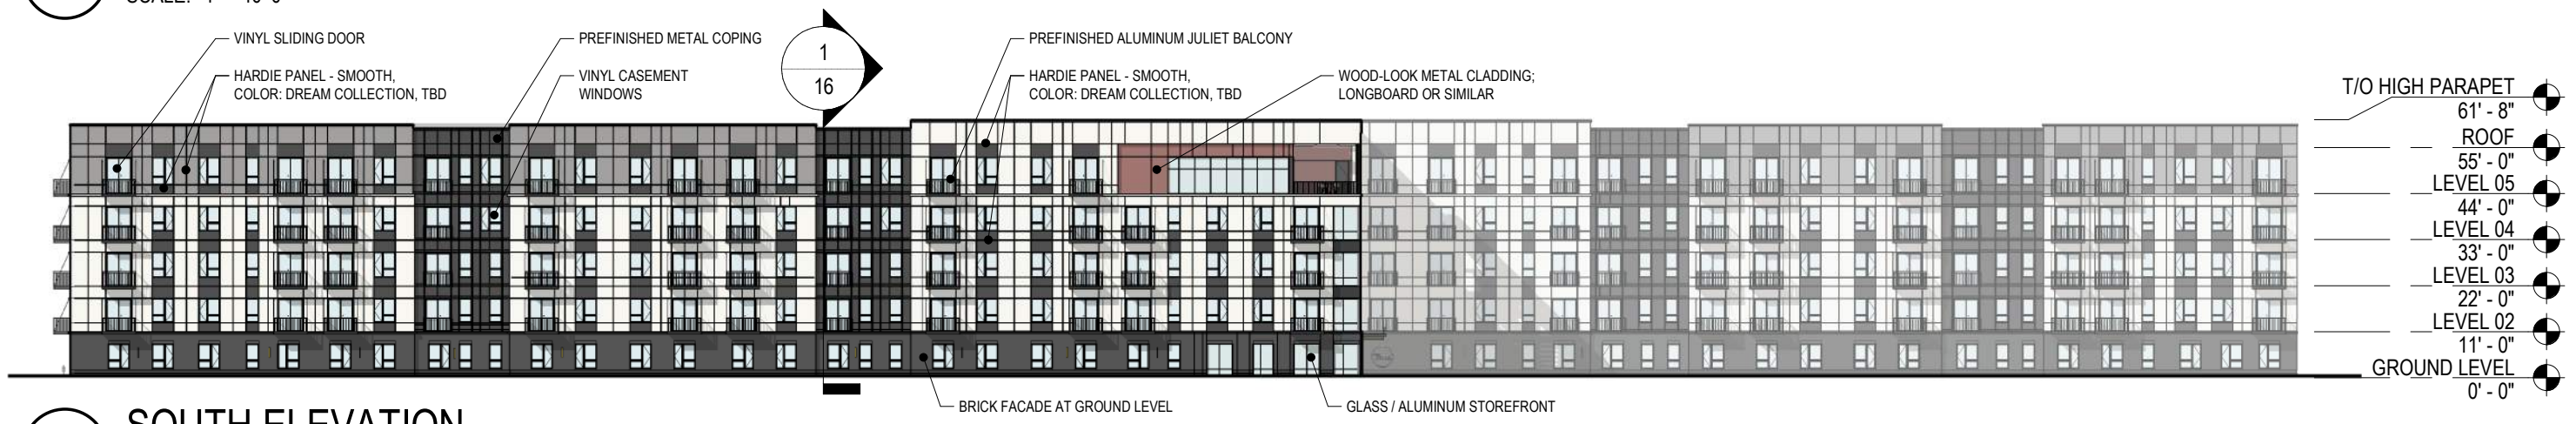 VINYL SLIDING DOOR
HARDIE PANEL - SMOOTH,
COLOR: DREAM COLLECTION, TBD
PREFINISHED METAL COPING
VINYL CASEMENT
WINDOWS
1
16
PREFINISHED ALUMINUM JULIET BALCONY
HARDIE PANEL - SMOOTH,
COLOR: DREAM COLLECTION, TBD
WOOD-LOOK METAL CLADDING;
LONGBOARD OR SIMILAR
T/O HIGH PARAPET
61' - 8"
ROOF
55' - 0"
LEVEL 05
44' - 0"
LEVEL 04
33' - 0"
LEVEL 03
22' - 0"
LEVEL 02
11' - 0"
GROUND LEVEL
0' - 0"
BRICK FACADE AT GROUND LEVEL
GLASS / ALUMINUM STOREFRONT
SOUTH ELEVATION